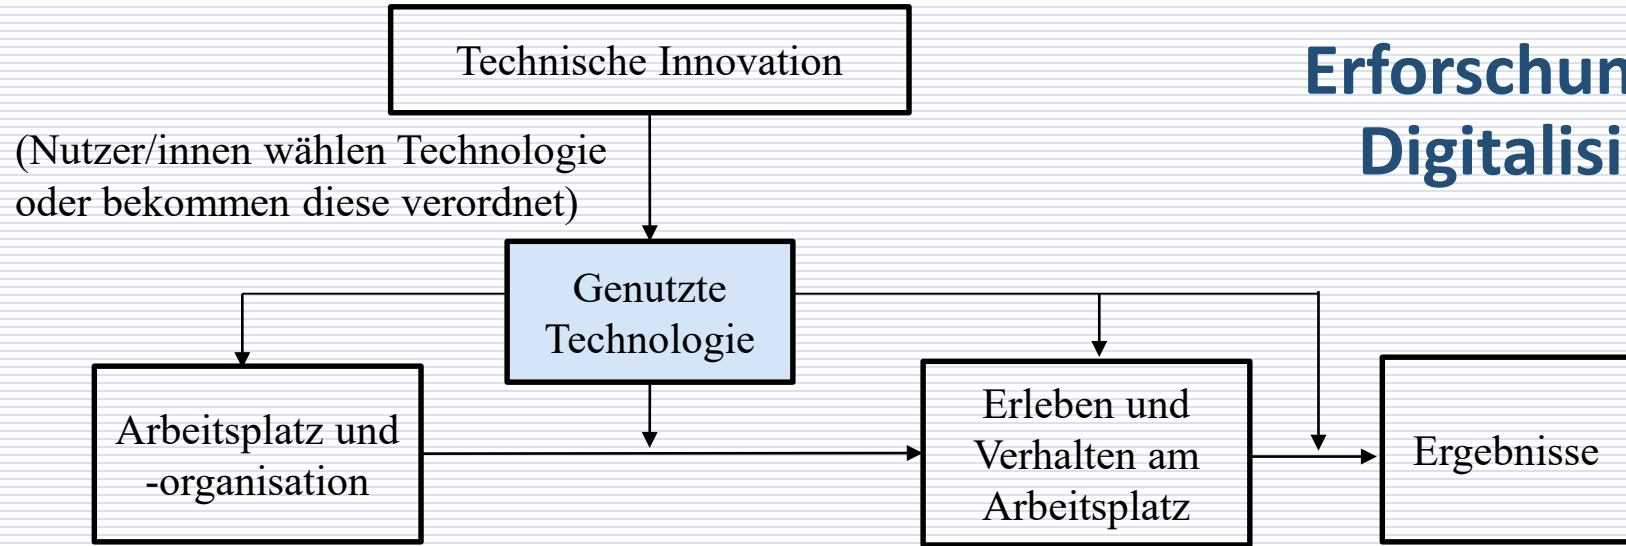 Technische Innovation
Erforschun
Digitalisi
(Nutzer/innen wählen Technologie
oder bekommen diese verordnet)
Genutzte
Technologie
Arbeitsplatz und
-organisation
Erleben und
Verhalten am
Arbeitsplatz
Ergebnisse